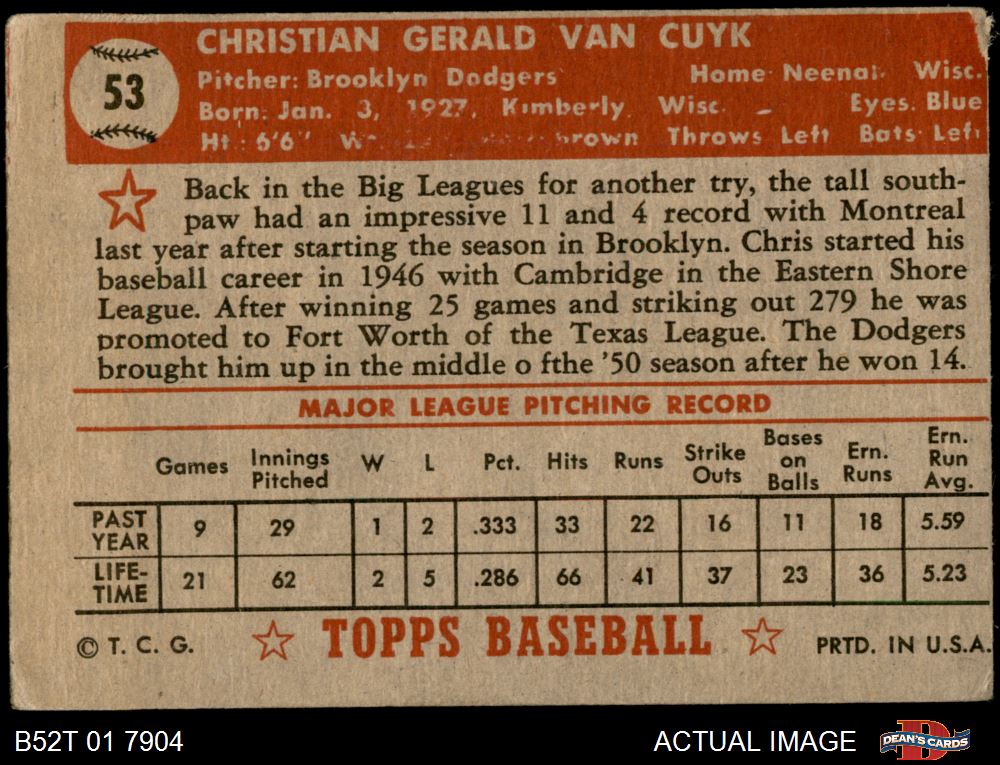 CHRISTIAN GERALD VAN CUYK
53
Pitcher: Brooklyn Dodgers Home: Wisc.
Born: Jan. 3, 1927, Kimberly, Wisc. Eyes: Blue
Ht.: 6'6" Throws Left Bats: Left
Back in the Big Leagues for another try, the tall south-
paw had an impressive 11 and 4 record with Montreal
last year after starting the season in Brooklyn. Chris started his
baseball career in 1946 with Cambridge in the Eastern Shore
League. After winning 25 games and striking out 279 he was
promoted to Fort Worth of the Texas League. The Dodgers
brought him up in the middle o fthe '50 season after he won 14.
MAJOR LEAGUE PITCHING RECORD
Games Innings Pitched W L Pct. Hits Runs Strike Outs Bases on Balls Ern. Runs Ern. Run Avg.
PAST YEAR 9 29 1 2 .333 33 22 16 11 18 5.59
LIFE-TIME 21 62 2 5 .286 66 41 37 23 36 5.23
© T. C. G. TOPPS BASEBALL PRTD. IN U.S.A.
B52T 01 7904 ACTUAL IMAGE DEAN'S CARDS